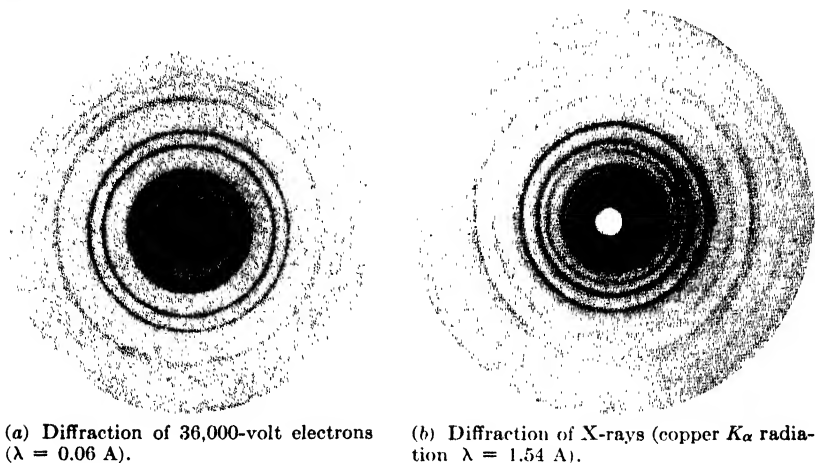 (a) Diffraction of 36,000-volt electrons
(λ = 0.06 A).
(b) Diffraction of X-rays (copper Kα radia-
tion λ = 1.54 A).